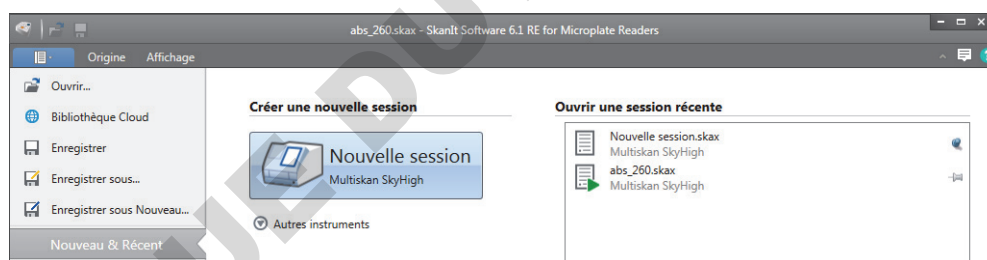 abs_260.skax - SkanIt Software 6.1 RE for Microplate Readers
Origine Affichage
Ouvrir...
Bibliothèque Cloud
Enregistrer
Enregistrer sous...
Enregistrer sous Nouveau...
Nouveau & Récent
Créer une nouvelle session
Nouvelle session
Multiskan SkyHigh
Autres instruments
Ouvrir une session récente
Nouvelle session.skax
Multiskan SkyHigh
abs_260.skax
Multiskan SkyHigh